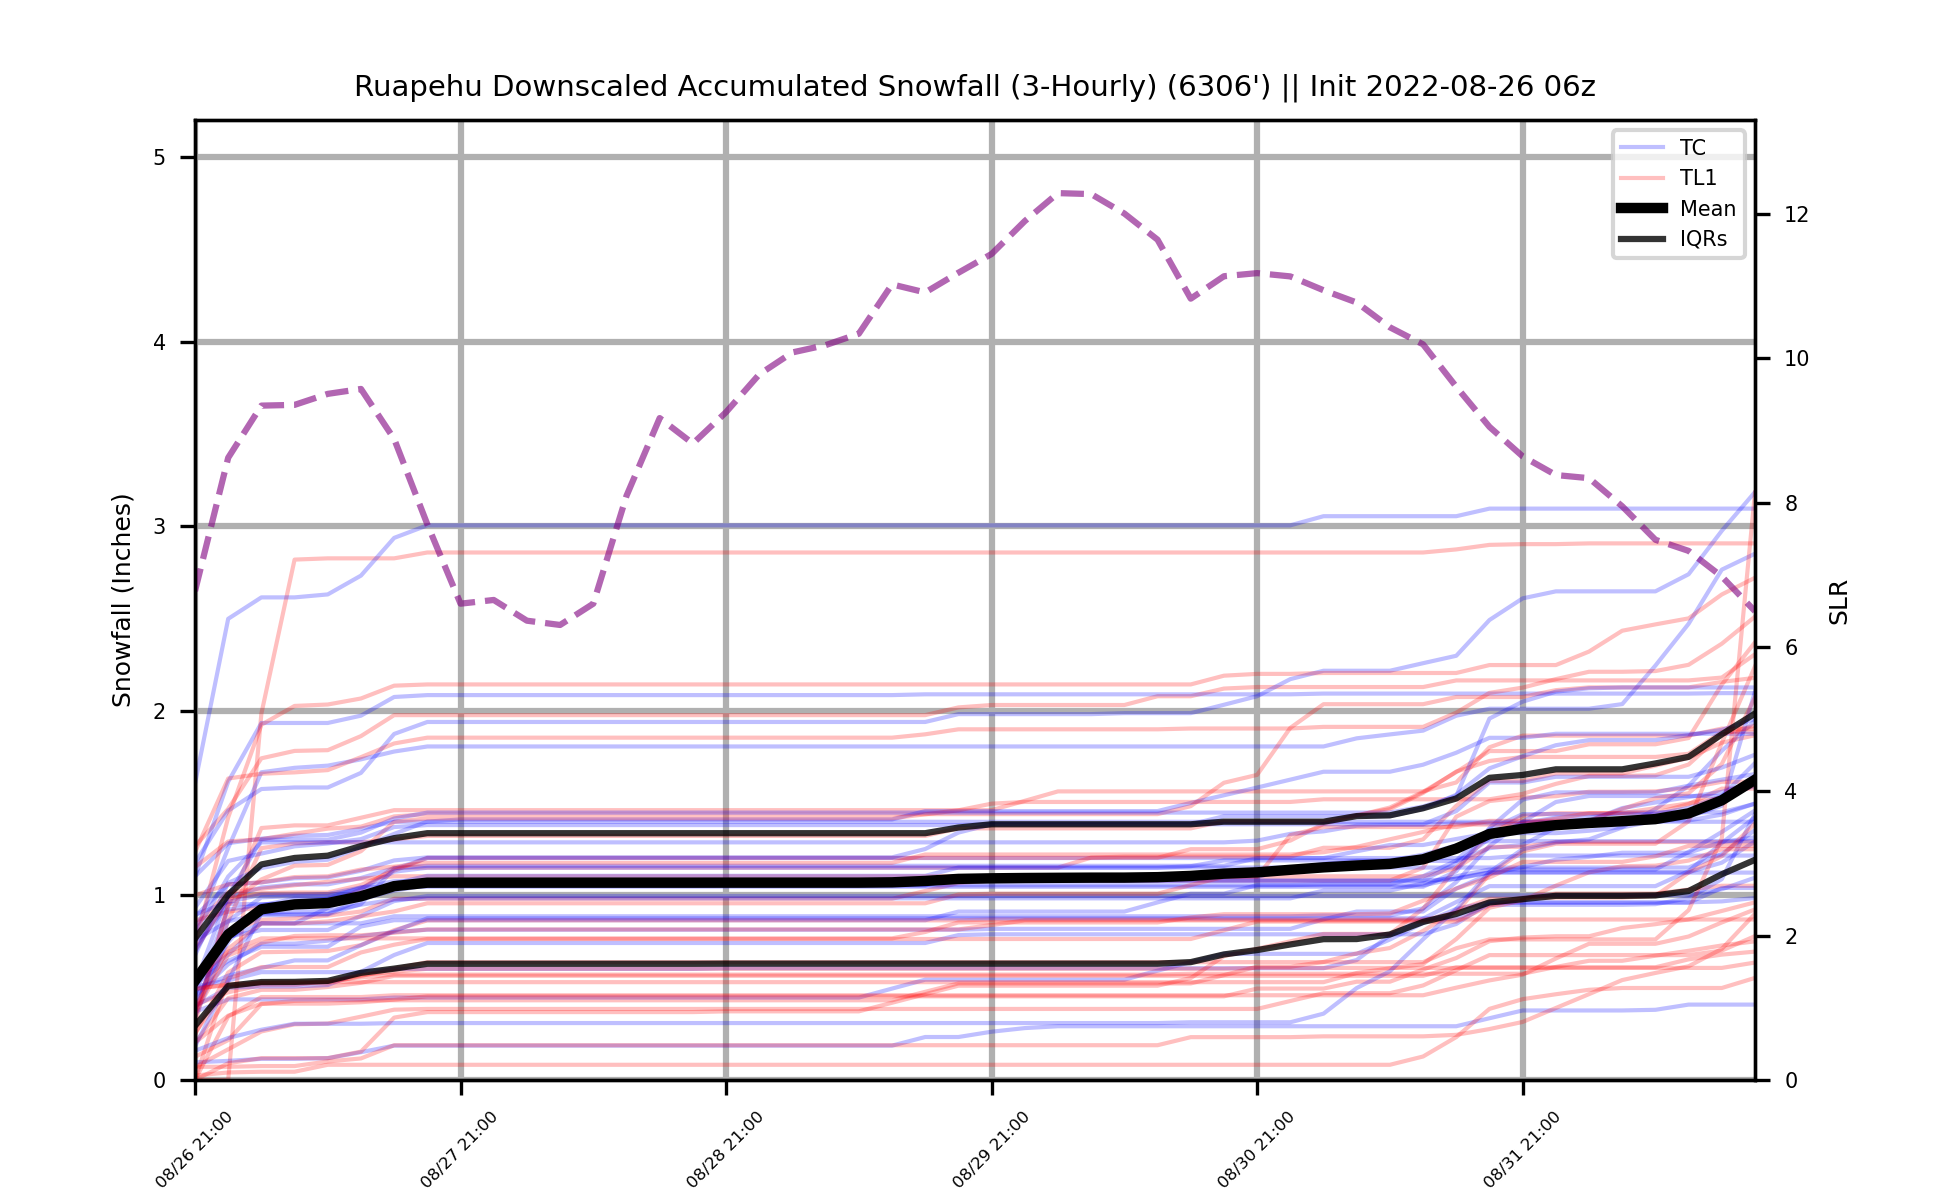 Ruapehu Downscaled Accumulated Snowfall (3-Hourly) (6306') || Init 2022-08-26 06z
TC
TL1
Mean
IQRs
Snowfall (Inches)
5
4
3
2
1
0
SLR
12
10
8
6
4
2
0
08/26 21:00
08/27 21:00
08/28 21:00
08/29 21:00
08/30 21:00
08/31 21:00